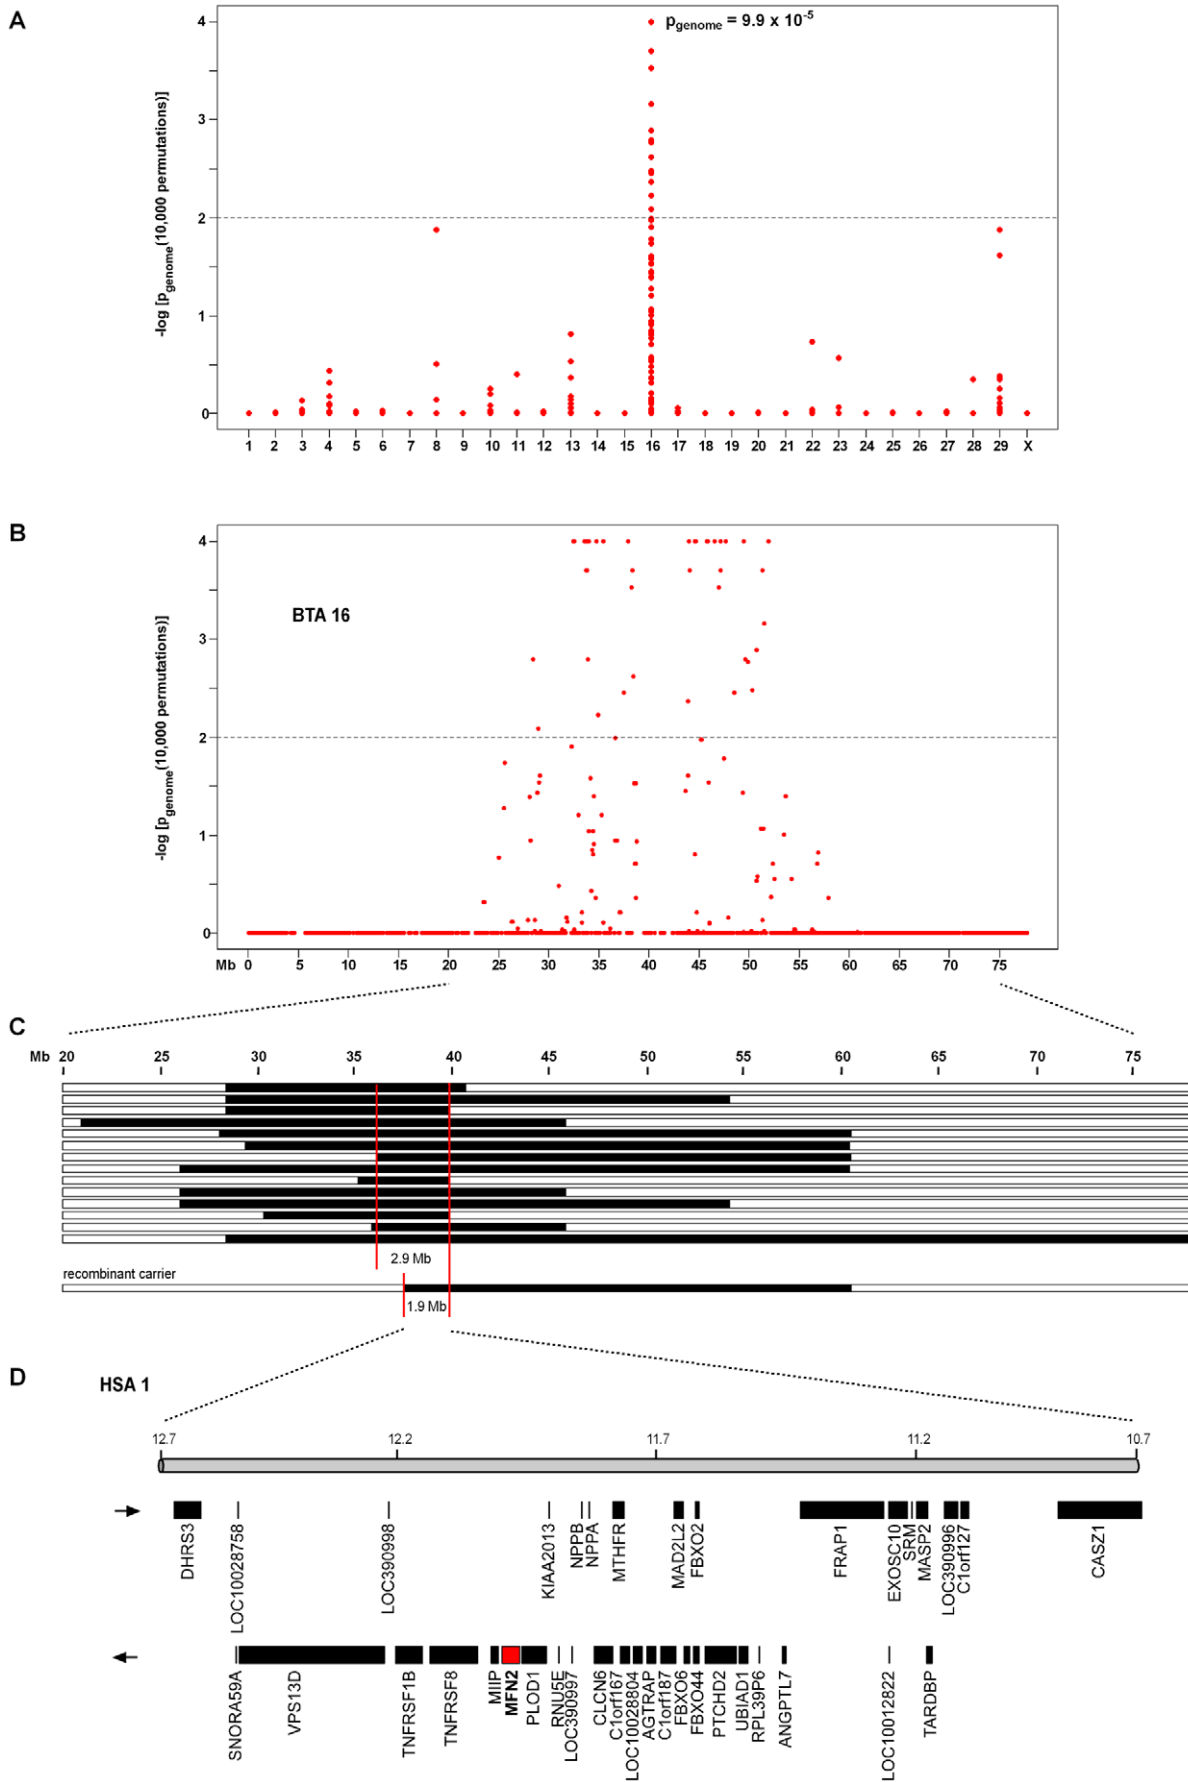 A
p_genome = 9.9 x 10^-5
-log [p_genome(10,000 permutations)]
4
3
2
1
0
1 2 3 4 5 6 7 8 9 10 11 12 13 14 15 16 17 18 19 20 21 22 23 24 25 26 27 28 29 X
B
BTA 16
-log [p_genome(10,000 permutations)]
4
3
2
1
0
Mb 0 5 10 15 20 25 30 35 40 45 50 55 60 65 70 75
C
Mb 20 25 30 35 40 45 50 55 60 65 70 75
2.9 Mb
recombinant carrier
1.9 Mb
D
HSA 1
12.7 12.2 11.7 11.2 10.7
DHRS3
LOC10028758
LOC390998
KIAA2013
NPPB
NPPA
MTHFR
MAD2L2
FBXO2
FRAP1
EXOSC10
SRM
MASP2
LOC390996
C1orf127
CASZ1
SNORA59A
VPS13D
TNFRSF1B
TNFRSF8
MIIP
MFN2
PLOD1
RNU5E
LOC390997
CLCN6
C1orf167
LOC10028804
AGTRAP
C1orf187
FBXO6
FBXO44
PTCHD2
UBIAD1
RPL39P6
ANGPTL7
LOC10012822
TARDBP